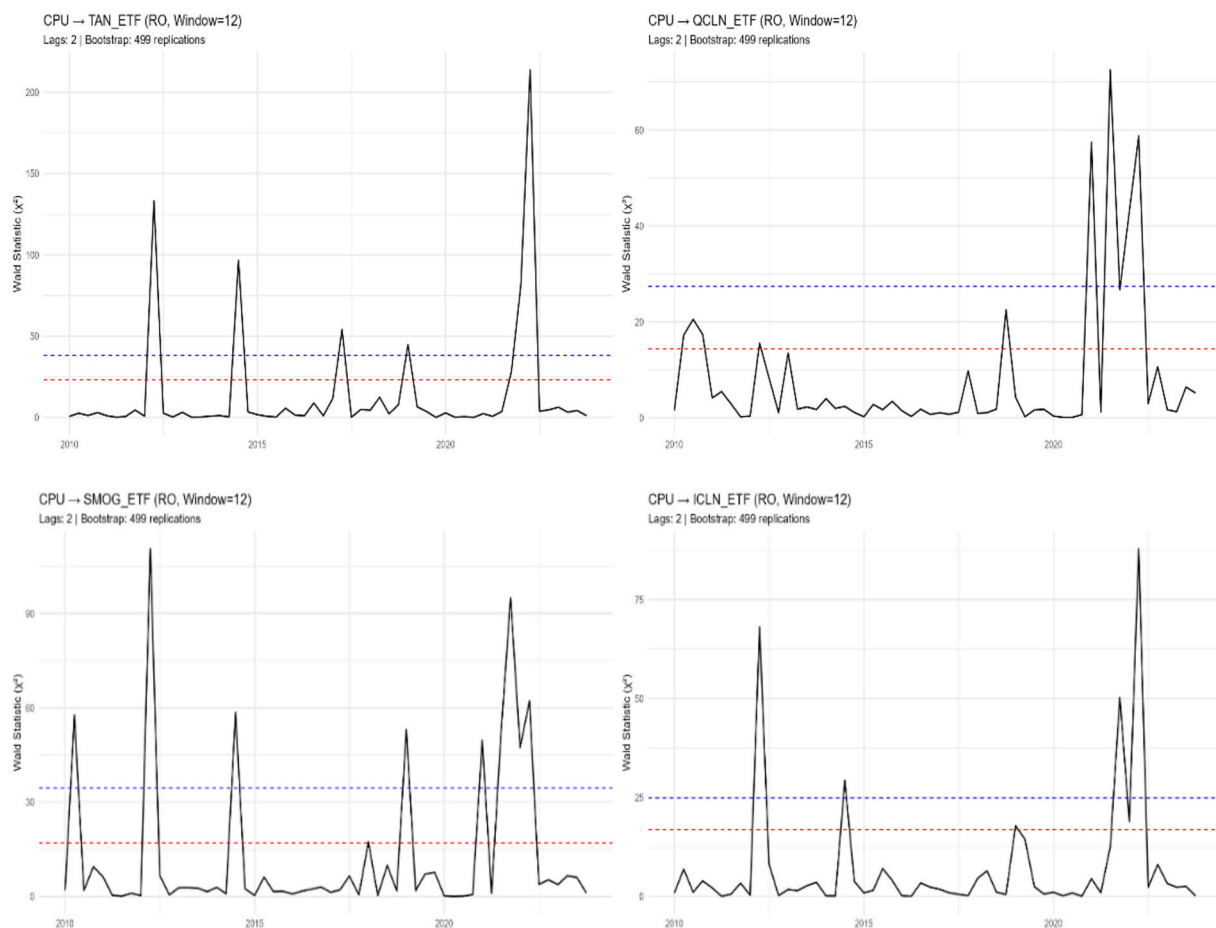 CPU → TAN_ETF (RO, Window=12)
Lags: 2 | Bootstrap: 499 replications
Wald Statistic (χ²)
200
150
100
50
0
2010
2015
2020
CPU → QCLN_ETF (RO, Window=12)
Lags: 2 | Bootstrap: 499 replications
Wald Statistic (χ²)
60
40
20
0
2010
2015
2020
CPU → SMOG_ETF (RO, Window=12)
Lags: 2 | Bootstrap: 499 replications
Wald Statistic (χ²)
90
60
30
0
2010
2015
2020
CPU → ICLN_ETF (RO, Window=12)
Lags: 2 | Bootstrap: 499 replications
Wald Statistic (χ²)
75
50
25
0
2010
2015
2020